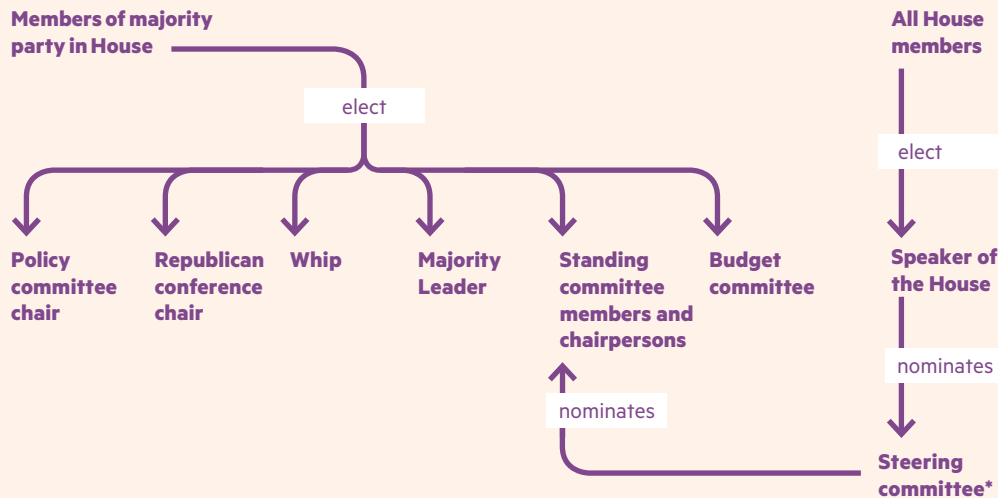 Members of majority
party in House
All House
members
elect
elect
Policy
committee
chair
Republican
conference
chair
Whip
Majority
Leader
Standing
committee
members and
chairpersons
Budget
committee
Speaker of
the House
nominates
nominates
Steering
committee*